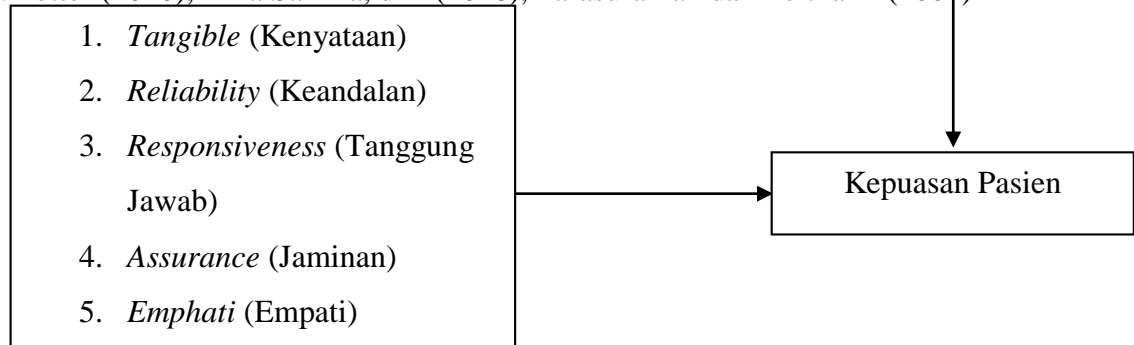 1. Tangible (Kenyataan)
2. Reliability (Keandalan)
3. Responsiveness (Tanggung
Jawab)
4. Assurance (Jaminan)
5. Emphati (Empati)
Kepuasan Pasien